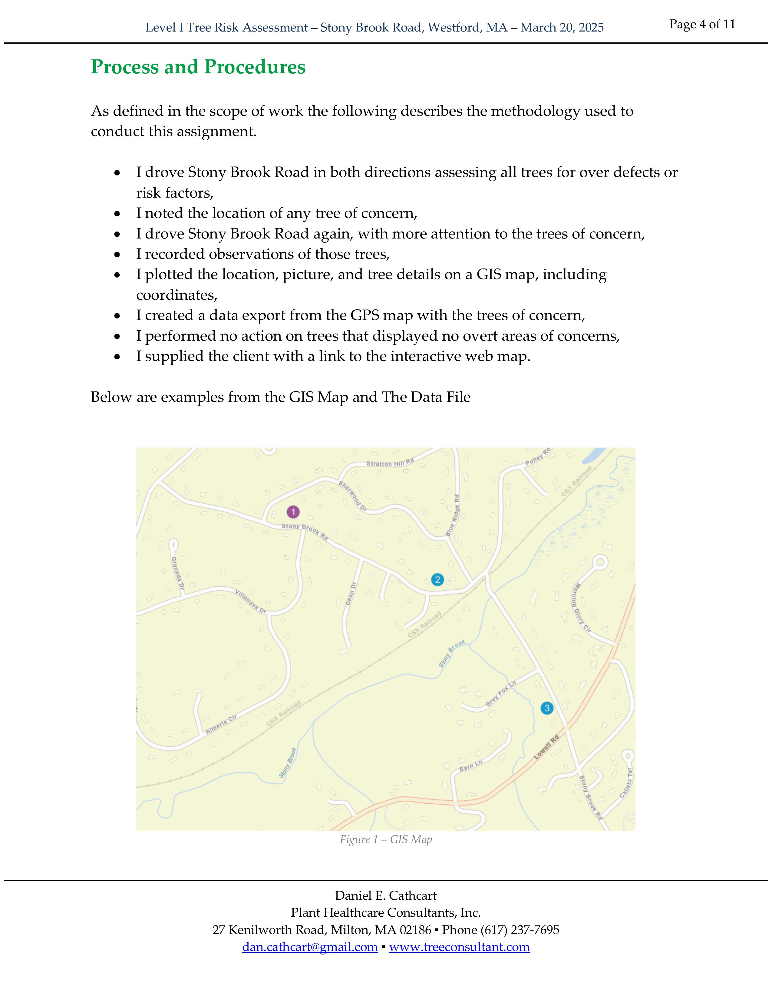 Level I Tree Risk Assessment – Stony Brook Road, Westford, MA – March 20, 2025
Page 4 of 11
Process and Procedures
As defined in the scope of work the following describes the methodology used to
conduct this assignment.
• I drove Stony Brook Road in both directions assessing all trees for over defects or
risk factors,
• I noted the location of any tree of concern,
• I drove Stony Brook Road again, with more attention to the trees of concern,
• I recorded observations of those trees,
• I plotted the location, picture, and tree details on a GIS map, including
coordinates,
• I created a data export from the GPS map with the trees of concern,
• I performed no action on trees that displayed no overt areas of concerns,
• I supplied the client with a link to the interactive web map.
Below are examples from the GIS Map and The Data File
Stratton Hill Rd
Polley Rd
CSX Railroad
Sherwood Dr
Blue Ridge Rd
1
Stony Brook Rd
Granada Dr
2
Villanova Dr
Dean Dr
Morning Glory Cir
CSX Railroad
Stony Brook
Grey Fox Ln
3
CSX Railroad
Almeria Cir
Lowell Rd
Stony Brook
Barn Ln
Stony Brook Rd
Calista Ter
Figure 1 – GIS Map
Daniel E. Cathcart
Plant Healthcare Consultants, Inc.
27 Kenilworth Road, Milton, MA 02186 ▪ Phone (617) 237-7695
dan.cathcart@gmail.com ▪ www.treeconsultant.com